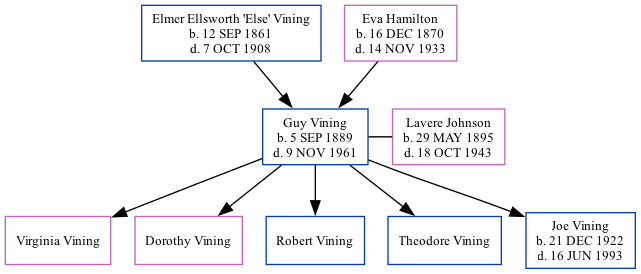 Elmer Ellsworth 'Else' Vining
b. 12 SEP 1861
d. 7 OCT 1908
Eva Hamilton
b. 16 DEC 1870
d. 14 NOV 1933
Guy Vining
b. 5 SEP 1889
d. 9 NOV 1961
Lavere Johnson
b. 29 MAY 1895
d. 18 OCT 1943
Virginia Vining
Dorothy Vining
Robert Vining
Theodore Vining
Joe Vining
b. 21 DEC 1922
d. 16 JUN 1993